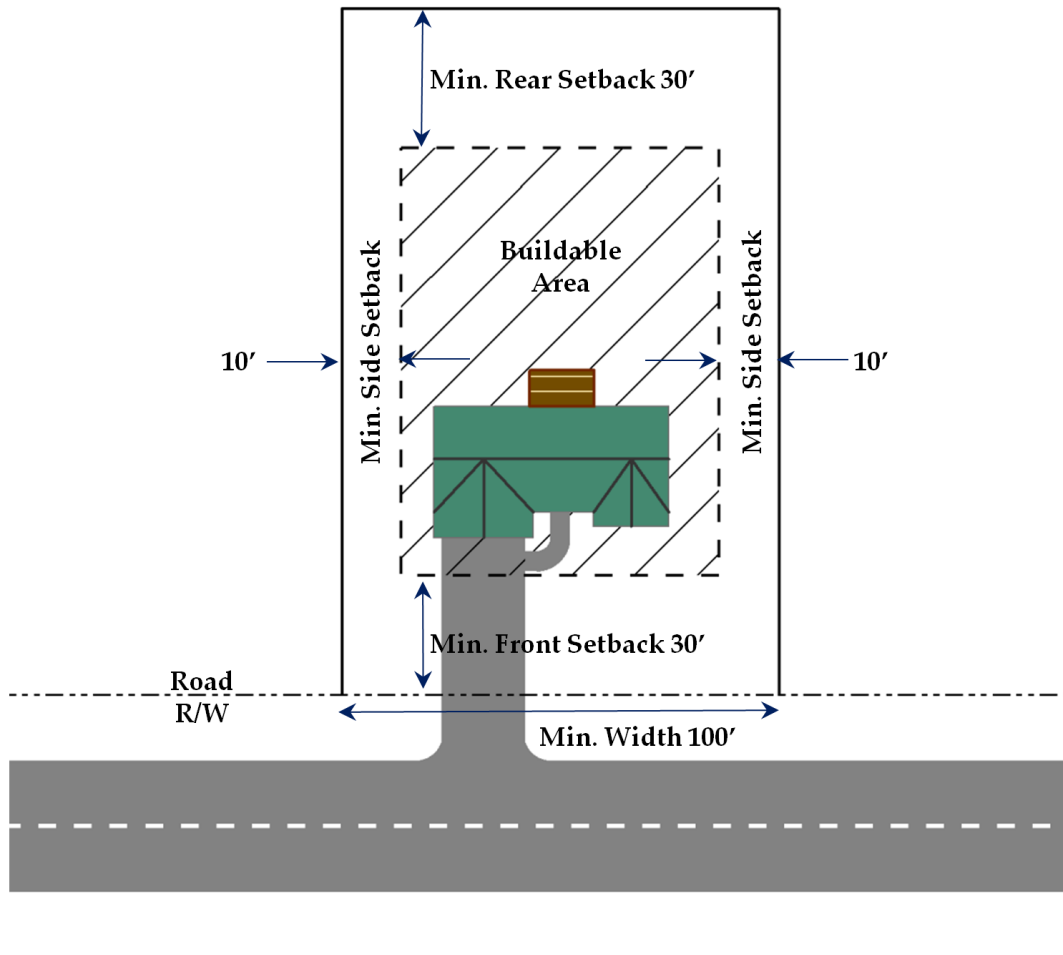 Min. Rear Setback 30’
Buildable
Area
Min. Side Setback
Min. Side Setback
10’
10’
Min. Front Setback 30’
Road
R/W
Min. Width 100’